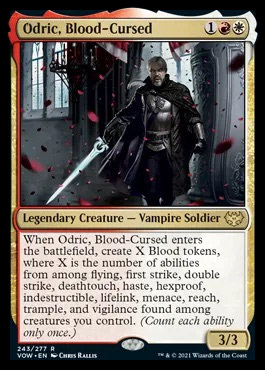 Odric, Blood-Cursed 1
Legendary Creature — Vampire Soldier
When Odric, Blood-Cursed enters
the battlefield, create X Blood tokens,
where X is the number of abilities
from among flying, first strike, double
strike, deathtouch, haste, hexproof,
indestructible, lifelink, menace, reach,
trample, and vigilance found among
creatures you control. (Count each ability
only once.)
3/3
243/277 R
VOW • EN Chris Rallis
™ & © 2021 Wizards of the Coast